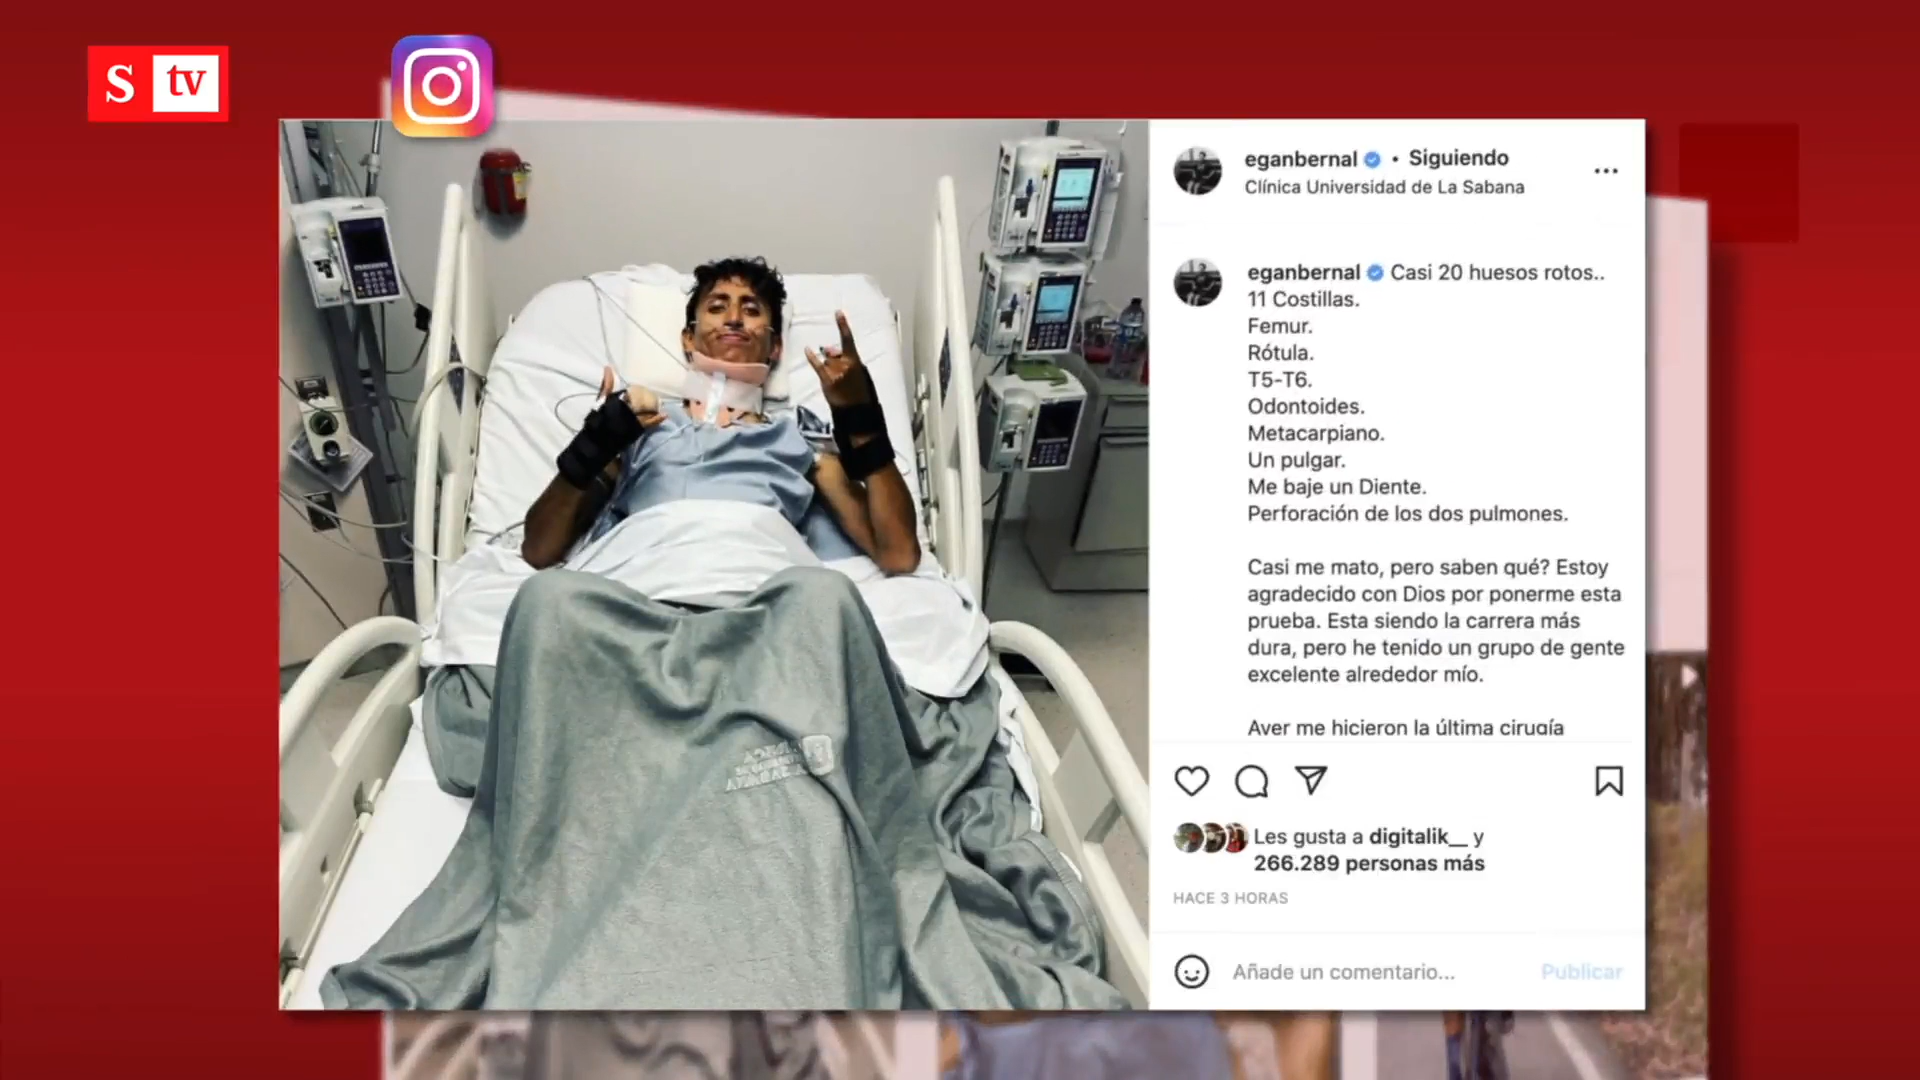 S tv
eganbernal • Siguiendo
Clínica Universidad de La Sabana
eganbernal Casi 20 huesos rotos..
11 Costillas.
Femur.
Rótula.
T5-T6.
Odontoides.
Metacarpiano.
Un pulgar.
Me baje un Diente.
Perforación de los dos pulmones.
Casi me mato, pero saben qué? Estoy
agradecido con Dios por ponerme esta
prueba. Esta siendo la carrera más
dura, pero he tenido un grupo de gente
excelente alrededor mío.
Ayer me hicieron la última cirugía
Les gusta a digitalik__ y
266.289 personas más
HACE 3 HORAS
Añade un comentario...
Publicar